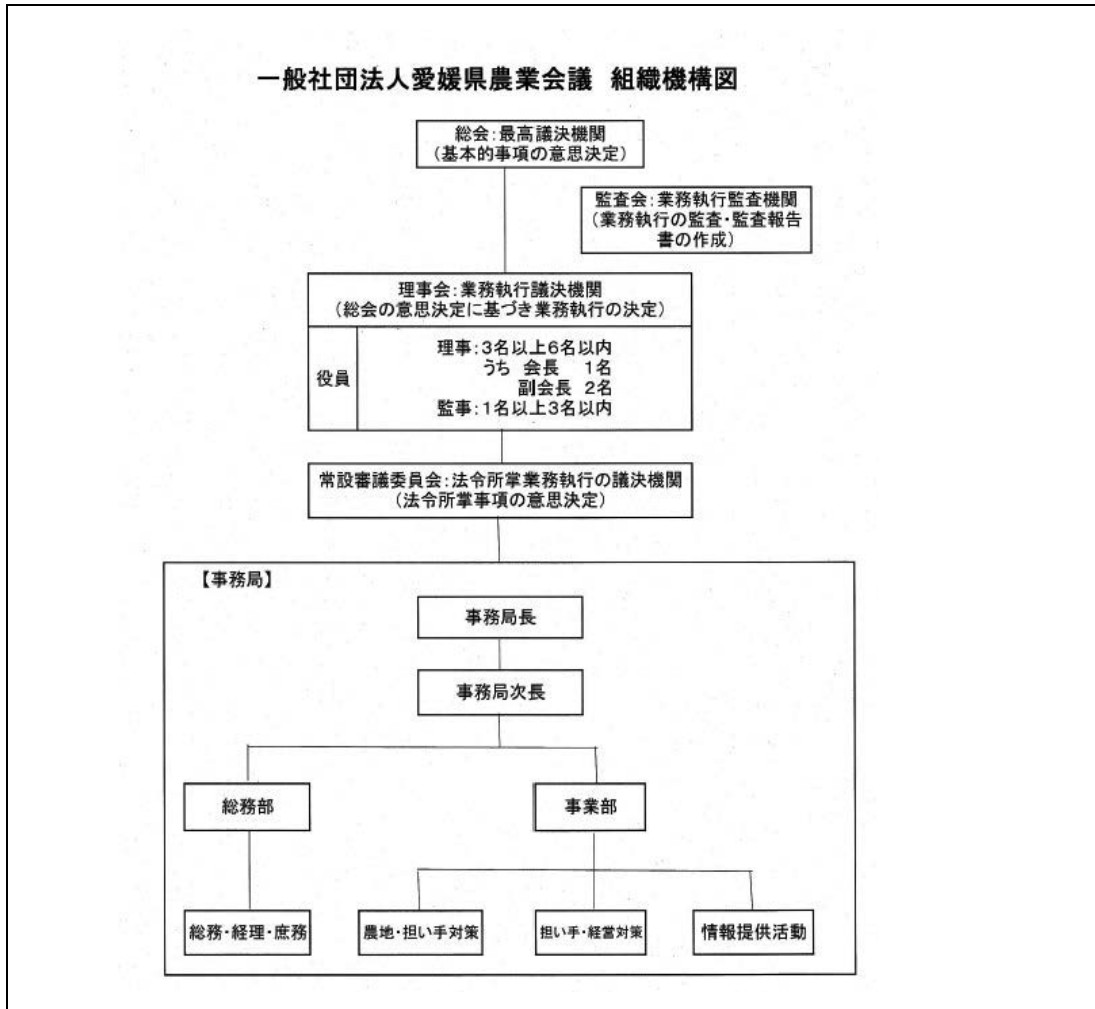 一般社団法人愛媛県農業会議 組織機構図
総会:最高議決機関
(基本的事項の意思決定)
監査会:業務執行監査機関
(業務執行の監査・監査報告
書の作成)
理事会:業務執行議決機関
(総会の意思決定に基づき業務執行の決定)
役員
理事:3名以上6名以内
うち 会長 1名
副会長 2名
監事:1名以上3名以内
常設審議委員会:法令所掌業務執行の議決機関
(法令所掌事項の意思決定)
【事務局】
事務局長
事務局次長
総務部
事業部
総務・経理・庶務
農地・担い手対策
担い手・経営対策
情報提供活動